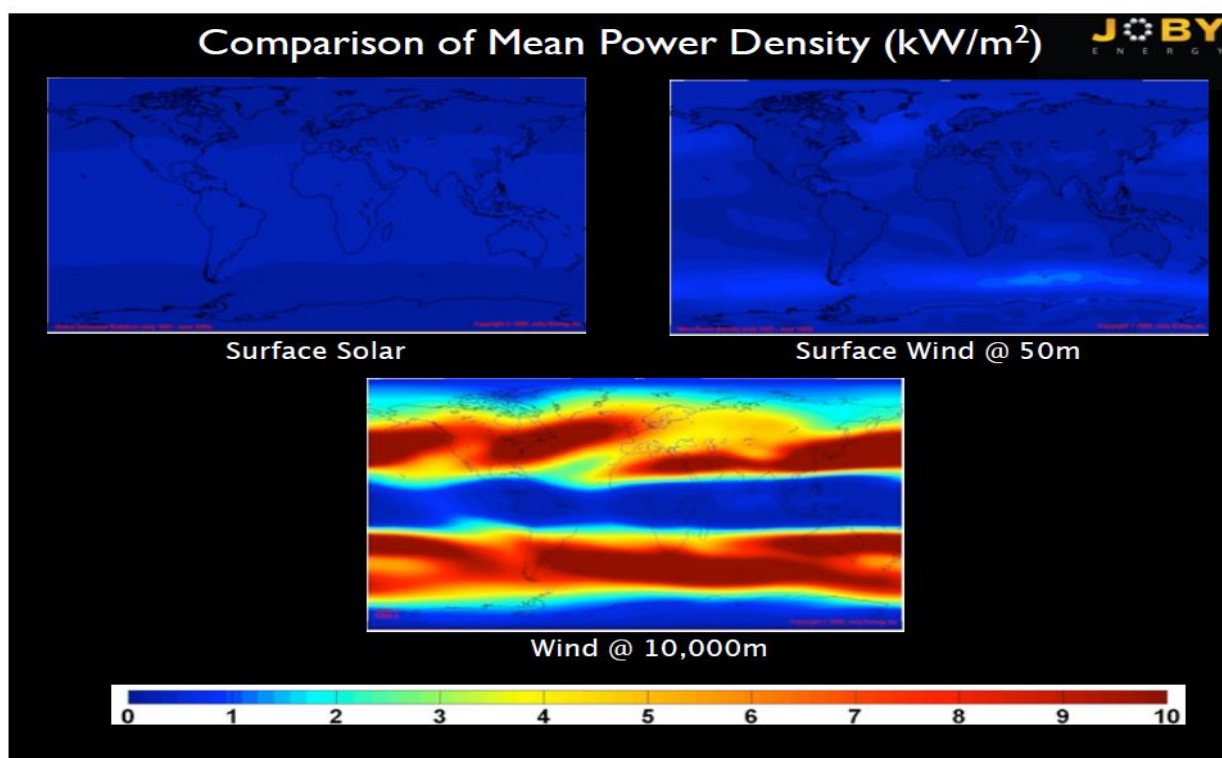 Comparison of Mean Power Density (kW/m²)
JOBY
ENERGY
Surface Solar
Surface Wind @ 50m
Wind @ 10,000m
0 1 2 3 4 5 6 7 8 9 10